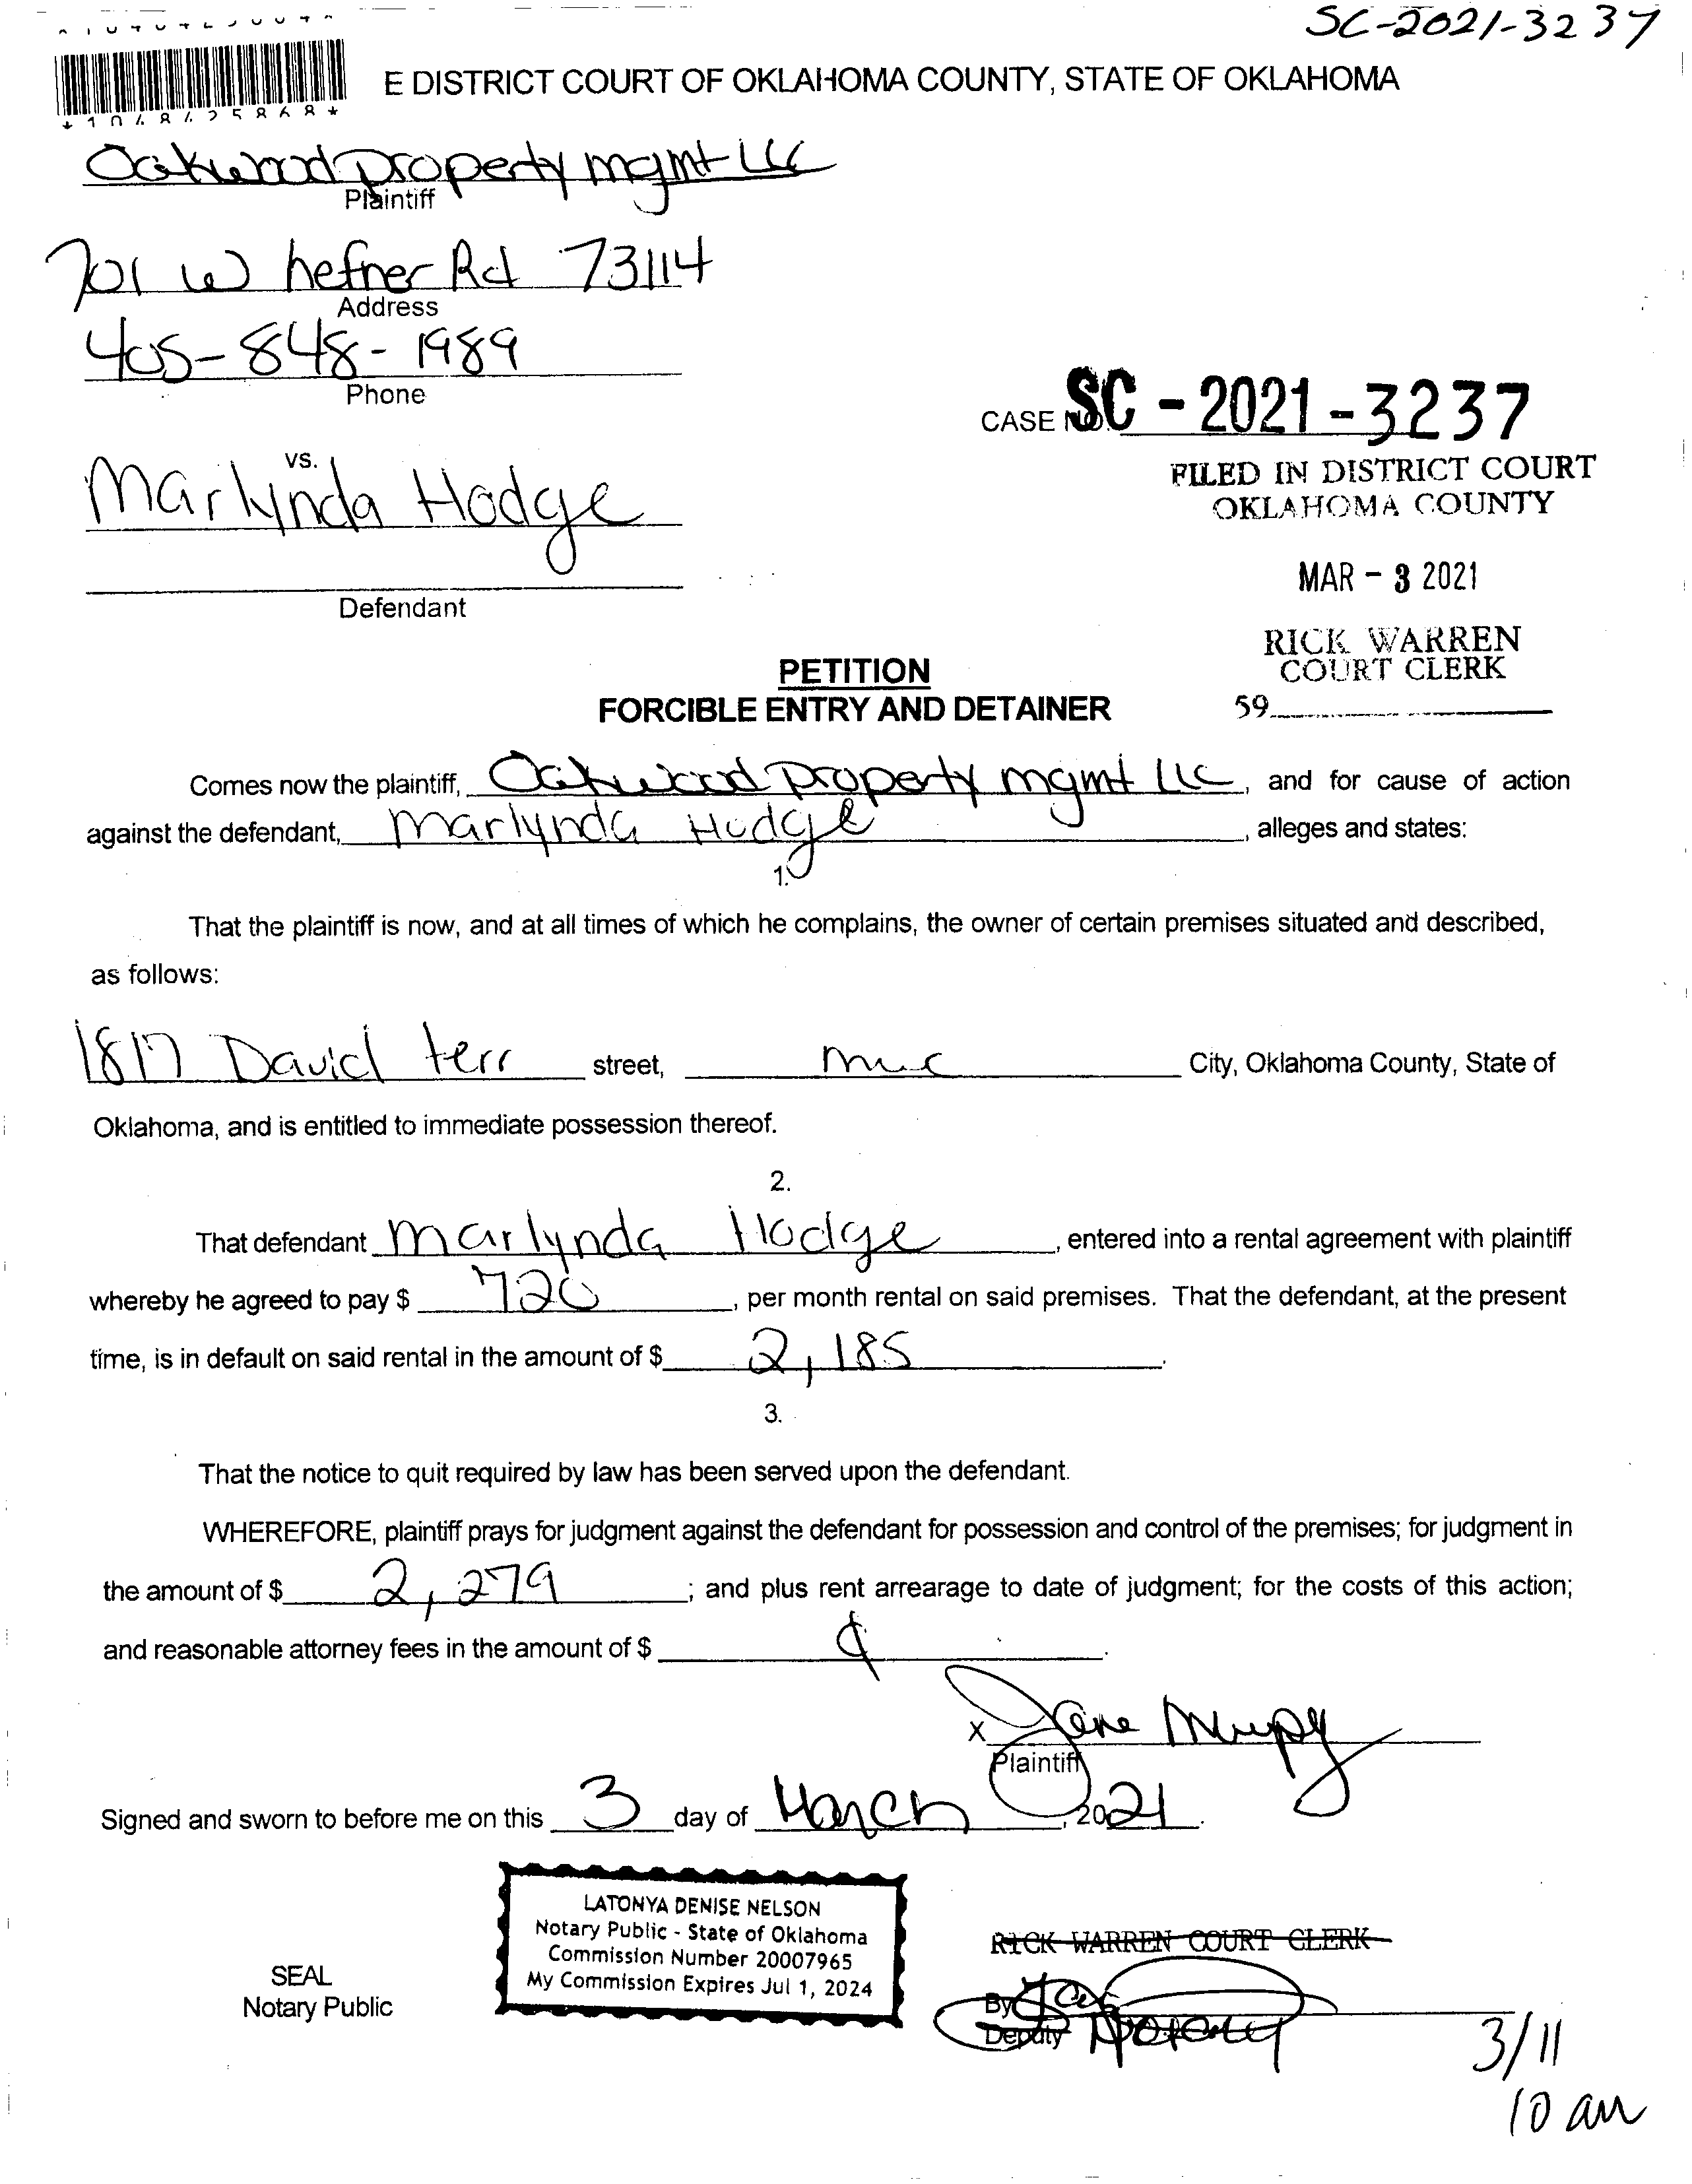 SC-2021-3237
*1048425868*
E DISTRICT COURT OF OKLAHOMA COUNTY, STATE OF OKLAHOMA
Oakwood property mgmt LLC
Plaintiff
701 W hefner Rd 73114
Address
405-848-1989
Phone
CASE NO. SC-2021-3237
vs.
FILED IN DISTRICT COURT
OKLAHOMA COUNTY
Marlynda Hodge
MAR - 3 2021
Defendant
RICK WARREN
COURT CLERK
59
PETITION
FORCIBLE ENTRY AND DETAINER
Comes now the plaintiff, Oakwood property mgmt LLC, and for cause of action
against the defendant, Marlynda Hodge, alleges and states:
1.
That the plaintiff is now, and at all times of which he complains, the owner of certain premises situated and described,
as follows:
1817 David terr street, mwc City, Oklahoma County, State of
Oklahoma, and is entitled to immediate possession thereof.
2.
That defendant Marlynda Hodge, entered into a rental agreement with plaintiff
whereby he agreed to pay $ 720, per month rental on said premises. That the defendant, at the present
time, is in default on said rental in the amount of $ 2,185.
3.
That the notice to quit required by law has been served upon the defendant.
WHEREFORE, plaintiff prays for judgment against the defendant for possession and control of the premises; for judgment in
the amount of $ 2,279; and plus rent arrearage to date of judgment; for the costs of this action;
and reasonable attorney fees in the amount of $
X
Plaintiff
Signed and sworn to before me on this 3 day of March, 2021.
LATONYA DENISE NELSON
Notary Public - State of Oklahoma
Commission Number 20007965
My Commission Expires Jul 1, 2024
SEAL
Notary Public
RICK WARREN COURT CLERK
By
Deputy Notary
3/11
10 am